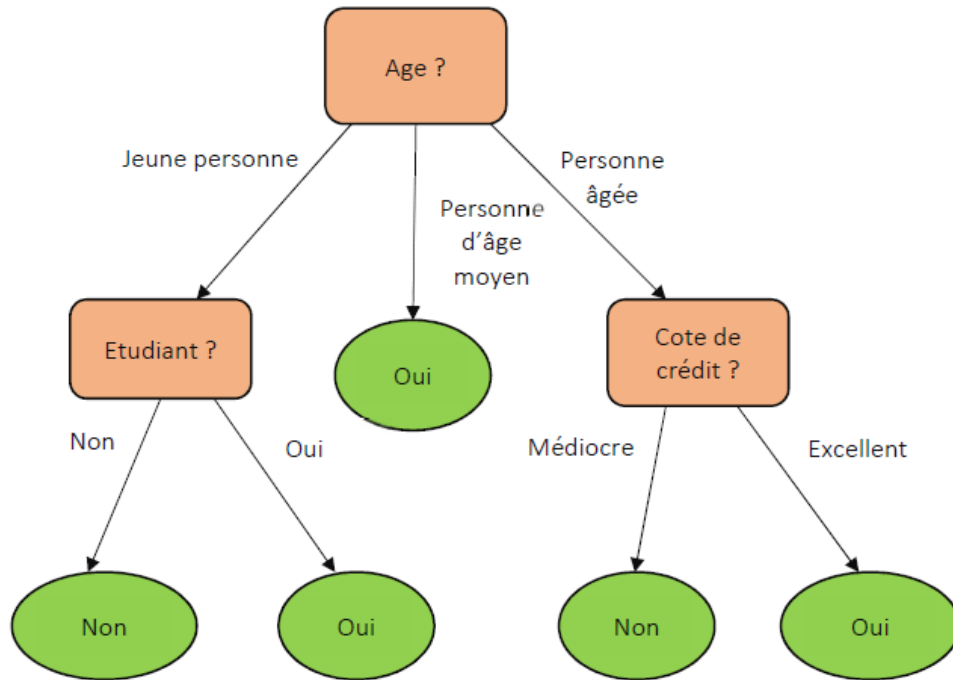 Age ?
Jeune personne
Personne
d'âge
moyen
Personne
âgée
Etudiant ?
Oui
Cote de
crédit ?
Non
Oui
Médiocre
Excellent
Non
Oui
Non
Oui